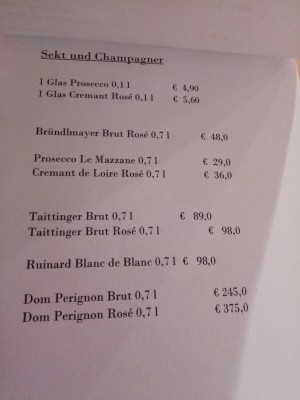 Sekt und Champagner
1 Glas Prosecco 0,1 l € 4,90
1 Glas Cremant Rosé 0,1 l € 5,60
Bründlmayer Brut Rosé 0,7 l € 48,0
Prosecco Le Mazzane 0,7 l € 29,0
Cremant de Loire Rosé 0,7 l € 36,0
Taittinger Brut 0,7 l € 89,0
Taittinger Brut Rosé 0,7 l € 98,0
Ruinard Blanc de Blanc 0,7 l € 98,0
Dom Perignon Brut 0,7 l € 245,0
Dom Perignon Rosé 0,7 l € 375,0